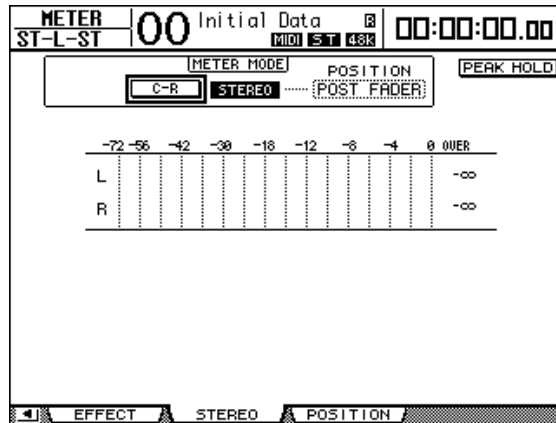 METER
ST-L-ST
00 Initial Data R
MIDI ST 48K
00:00:00.00
METER MODE
POSITION
PEAK HOLD
C-R STEREO POST FADER
-72 -56 -42 -30 -18 -12 -8 -4 0 OVER
L -∞
R -∞
EFFECT STEREO POSITION